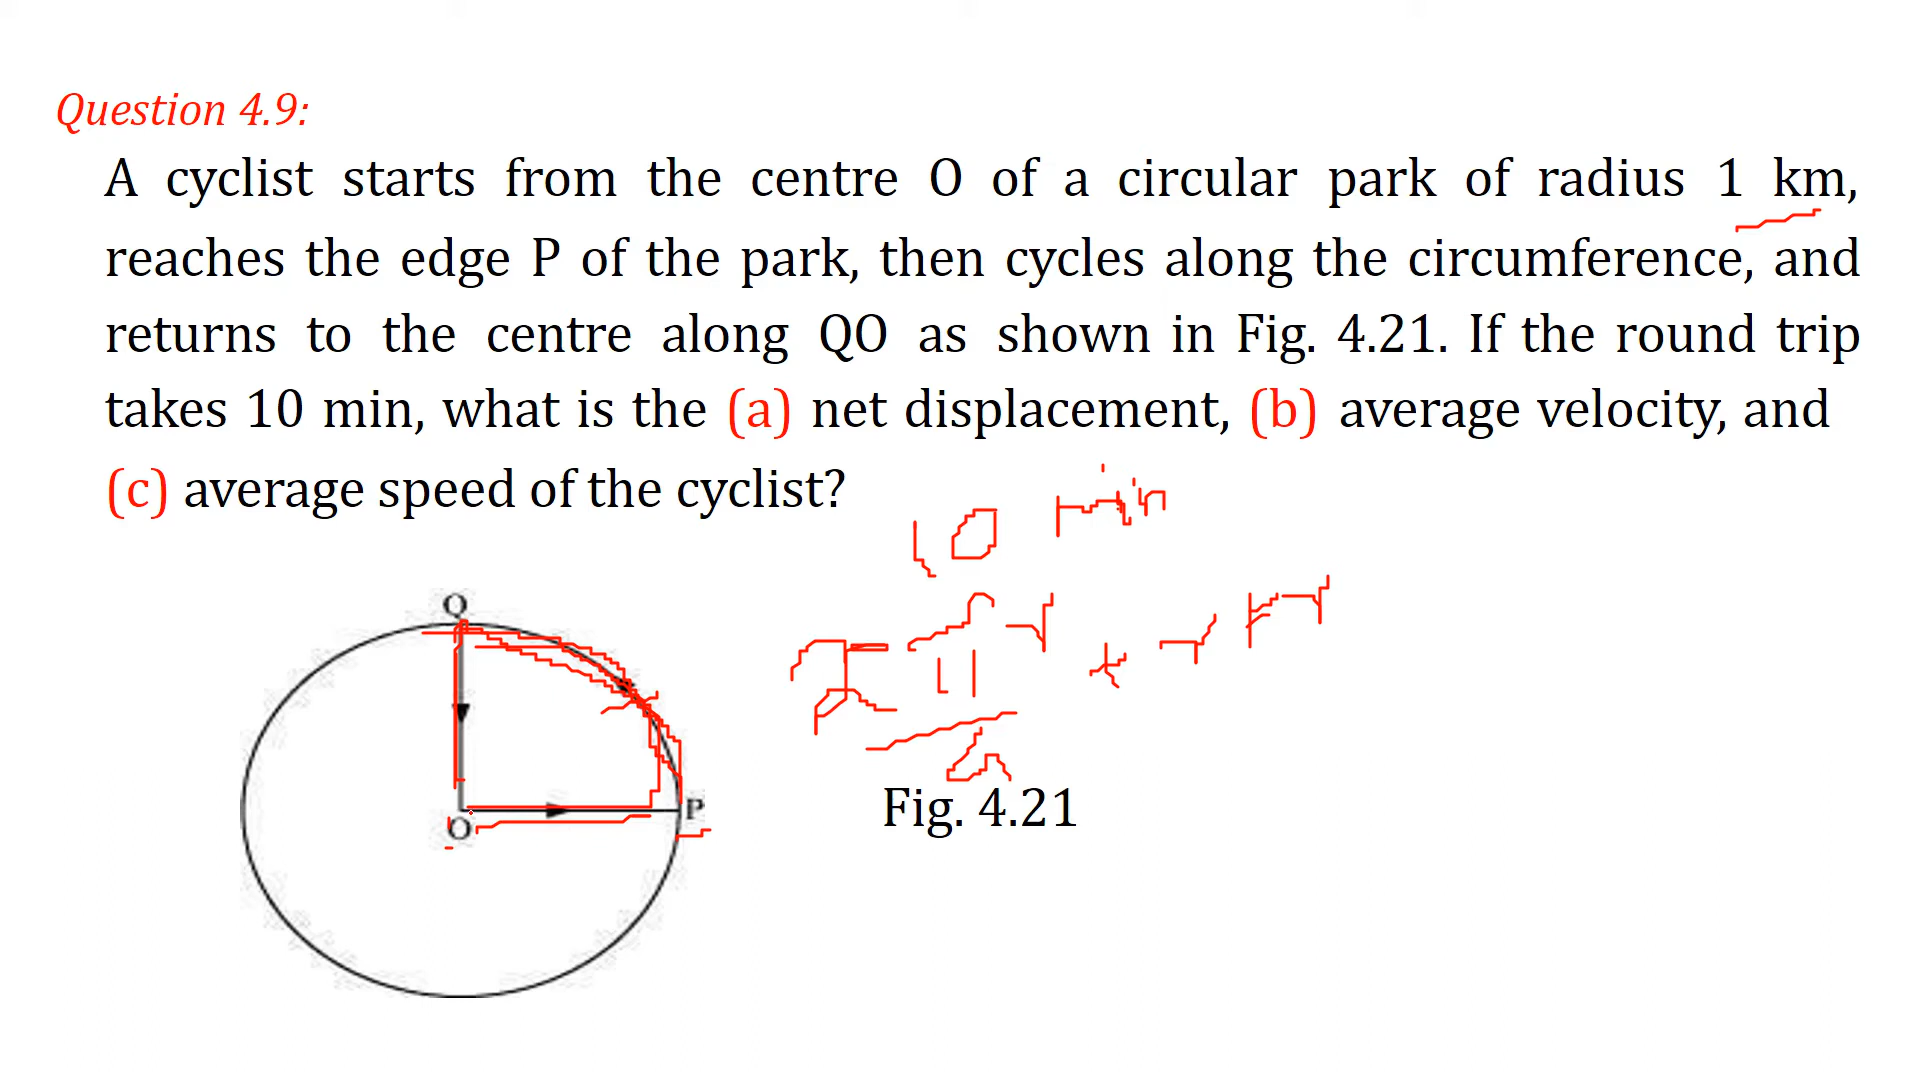 Question 4.9:
A cyclist starts from the centre O of a circular park of radius 1 km,
reaches the edge P of the park, then cycles along the circumference, and
returns to the centre along QO as shown in Fig. 4.21. If the round trip
takes 10 min, what is the (a) net displacement, (b) average velocity, and
(c) average speed of the cyclist?
10 min
Q
O
P
Fig. 4.21